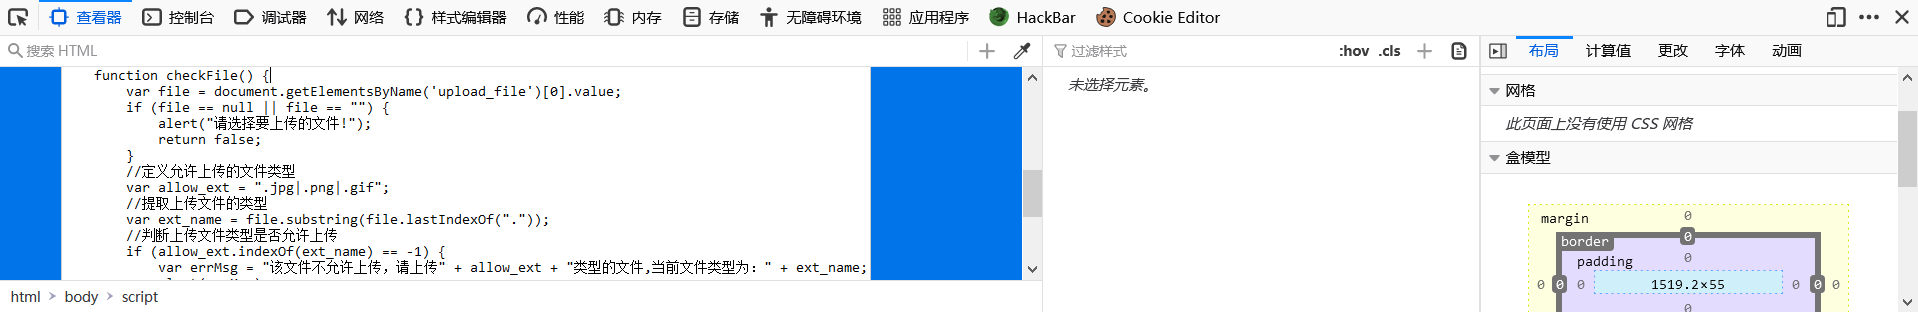 查看器 控制台 调试器 网络 样式编辑器 性能 内存 存储 无障碍环境 应用程序 HackBar Cookie Editor
搜索 HTML
function checkFile() {
var file = document.getElementsByName('upload_file')[0].value;
if (file == null || file == "") {
alert("请选择要上传的文件!");
return false;
}
//定义允许上传的文件类型
var allow_ext = ".jpg|.png|.gif";
//提取上传文件的类型
var ext_name = file.substring(file.lastIndexOf("."));
//判断上传文件类型是否允许上传
if (allow_ext.indexOf(ext_name) == -1) {
var errMsg = "该文件不允许上传，请上传" + allow_ext + "类型的文件,当前文件类型为：" + ext_name;
html > body > script
过滤样式 :hov .cls
未选择元素。
布局 计算值 更改 字体 动画
网格
此页面上没有使用 CSS 网格
盒模型
margin 0
border 0
padding 0
0 0 0 1519.2×55 0 0 0
0